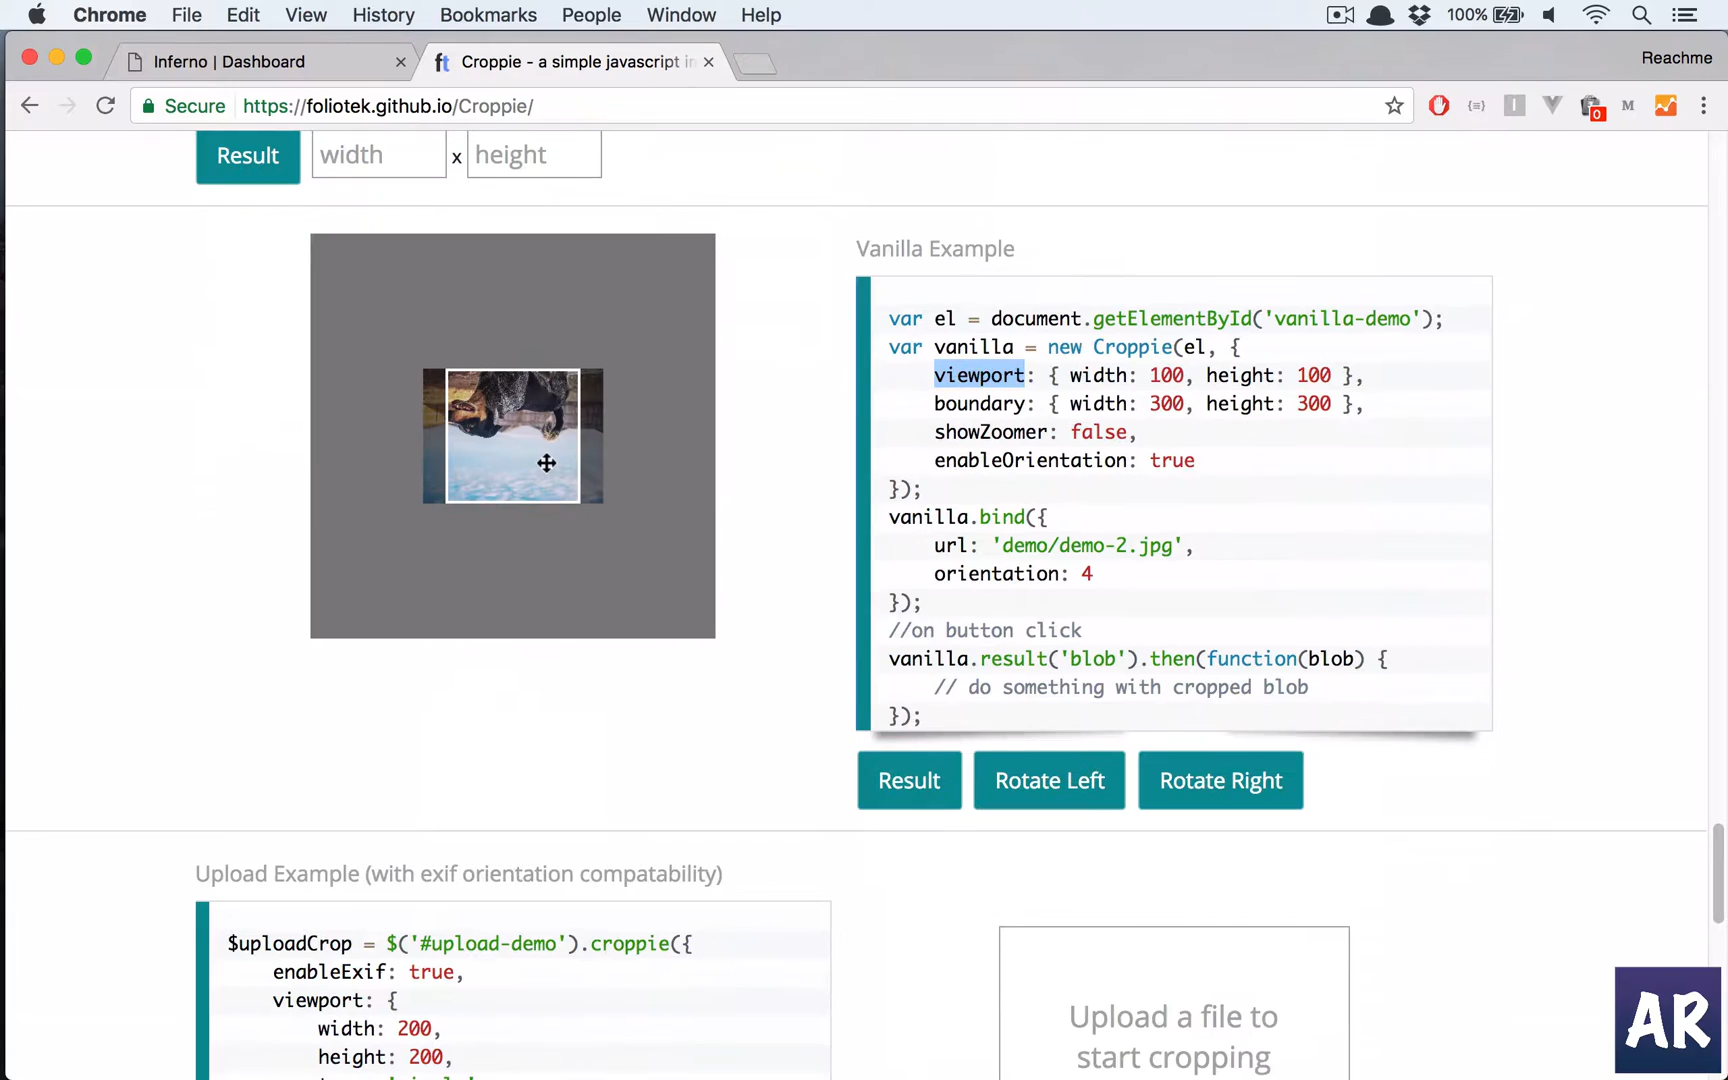 Chrome File Edit View History Bookmarks People Window Help 100%
Inferno | Dashboard × Croppie - a simple javascript im × Reachme
Secure https://foliotek.github.io/Croppie/ 0 M
Result width x height
Vanilla Example
var el = document.getElementById('vanilla-demo');
var vanilla = new Croppie(el, {
viewport: { width: 100, height: 100 },
boundary: { width: 300, height: 300 },
showZoomer: false,
enableOrientation: true
});
vanilla.bind({
url: 'demo/demo-2.jpg',
orientation: 4
});
//on button click
vanilla.result('blob').then(function(blob) {
// do something with cropped blob
});
Result Rotate Left Rotate Right
Upload Example (with exif orientation compatability)
$uploadCrop = $('#upload-demo').croppie({
enableExif: true,
viewport: {
width: 200,
height: 200,
Upload a file to
start cropping
AR